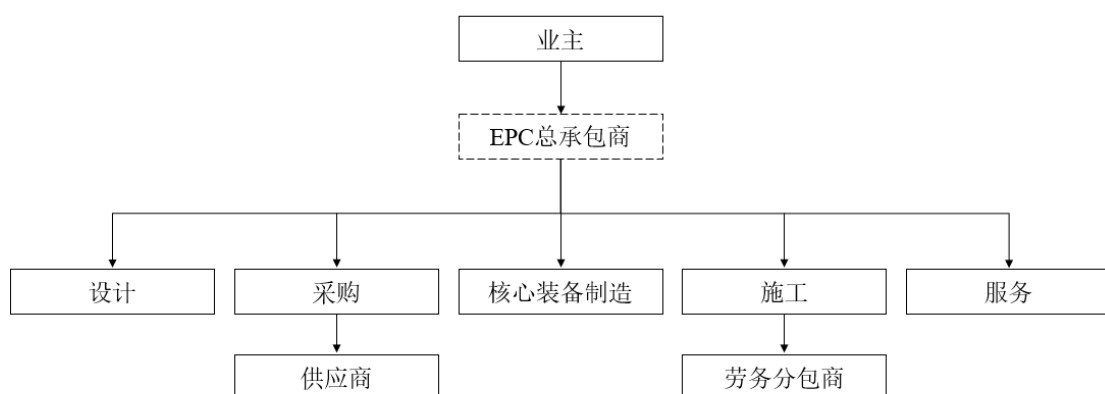 业主
EPC总承包商
设计
采购
核心装备制造
施工
服务
供应商
劳务分包商